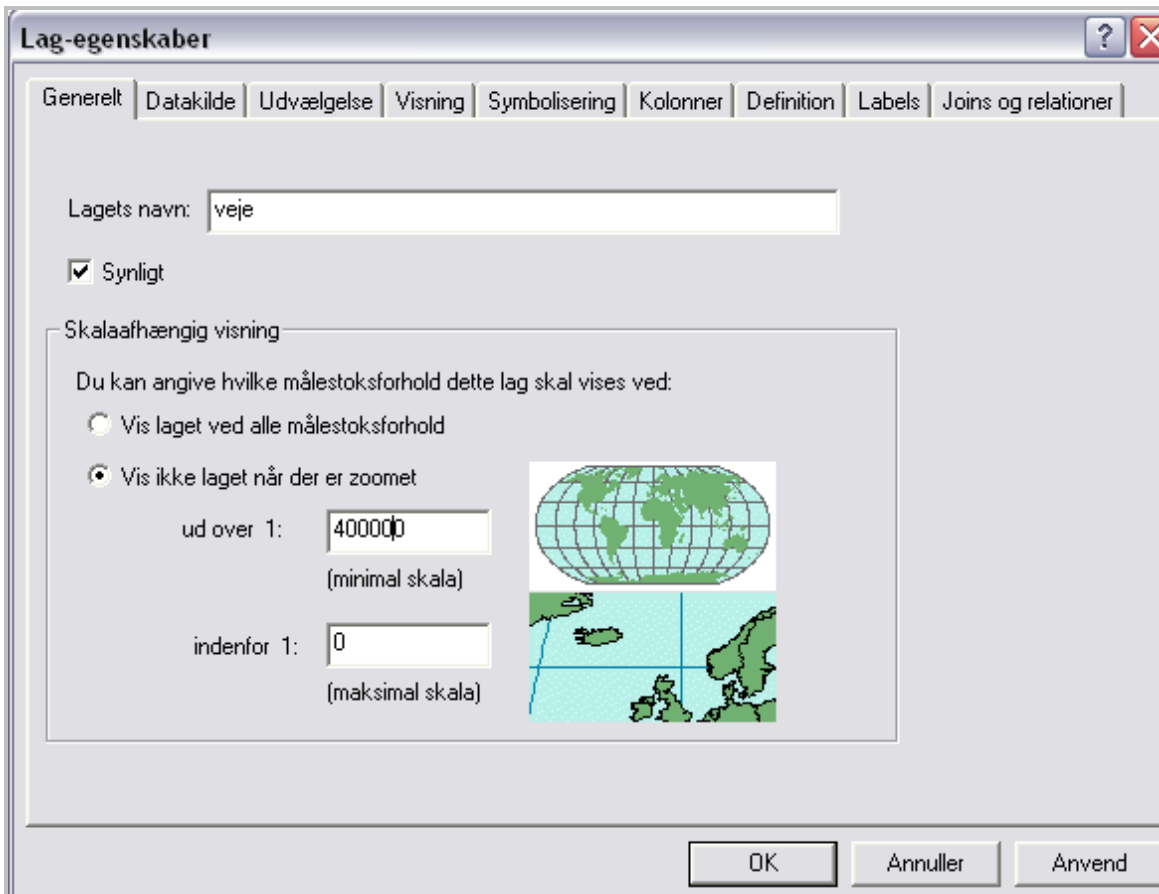 Lag-egenskaber
Generelt Datakilde Udvælgelse Visning Symbolisering Kolonner Definition Labels Joins og relationer
Lagets navn: veje
Synligt
Skalaafhængig visning
Du kan angive hvilke målestoksforhold dette lag skal vises ved:
Vis laget ved alle målestoksforhold
Vis ikke laget når der er zoomet
ud over 1: 400000
(minimal skala)
indenfor 1: 0
(maksimal skala)
OK Annuller Anvend